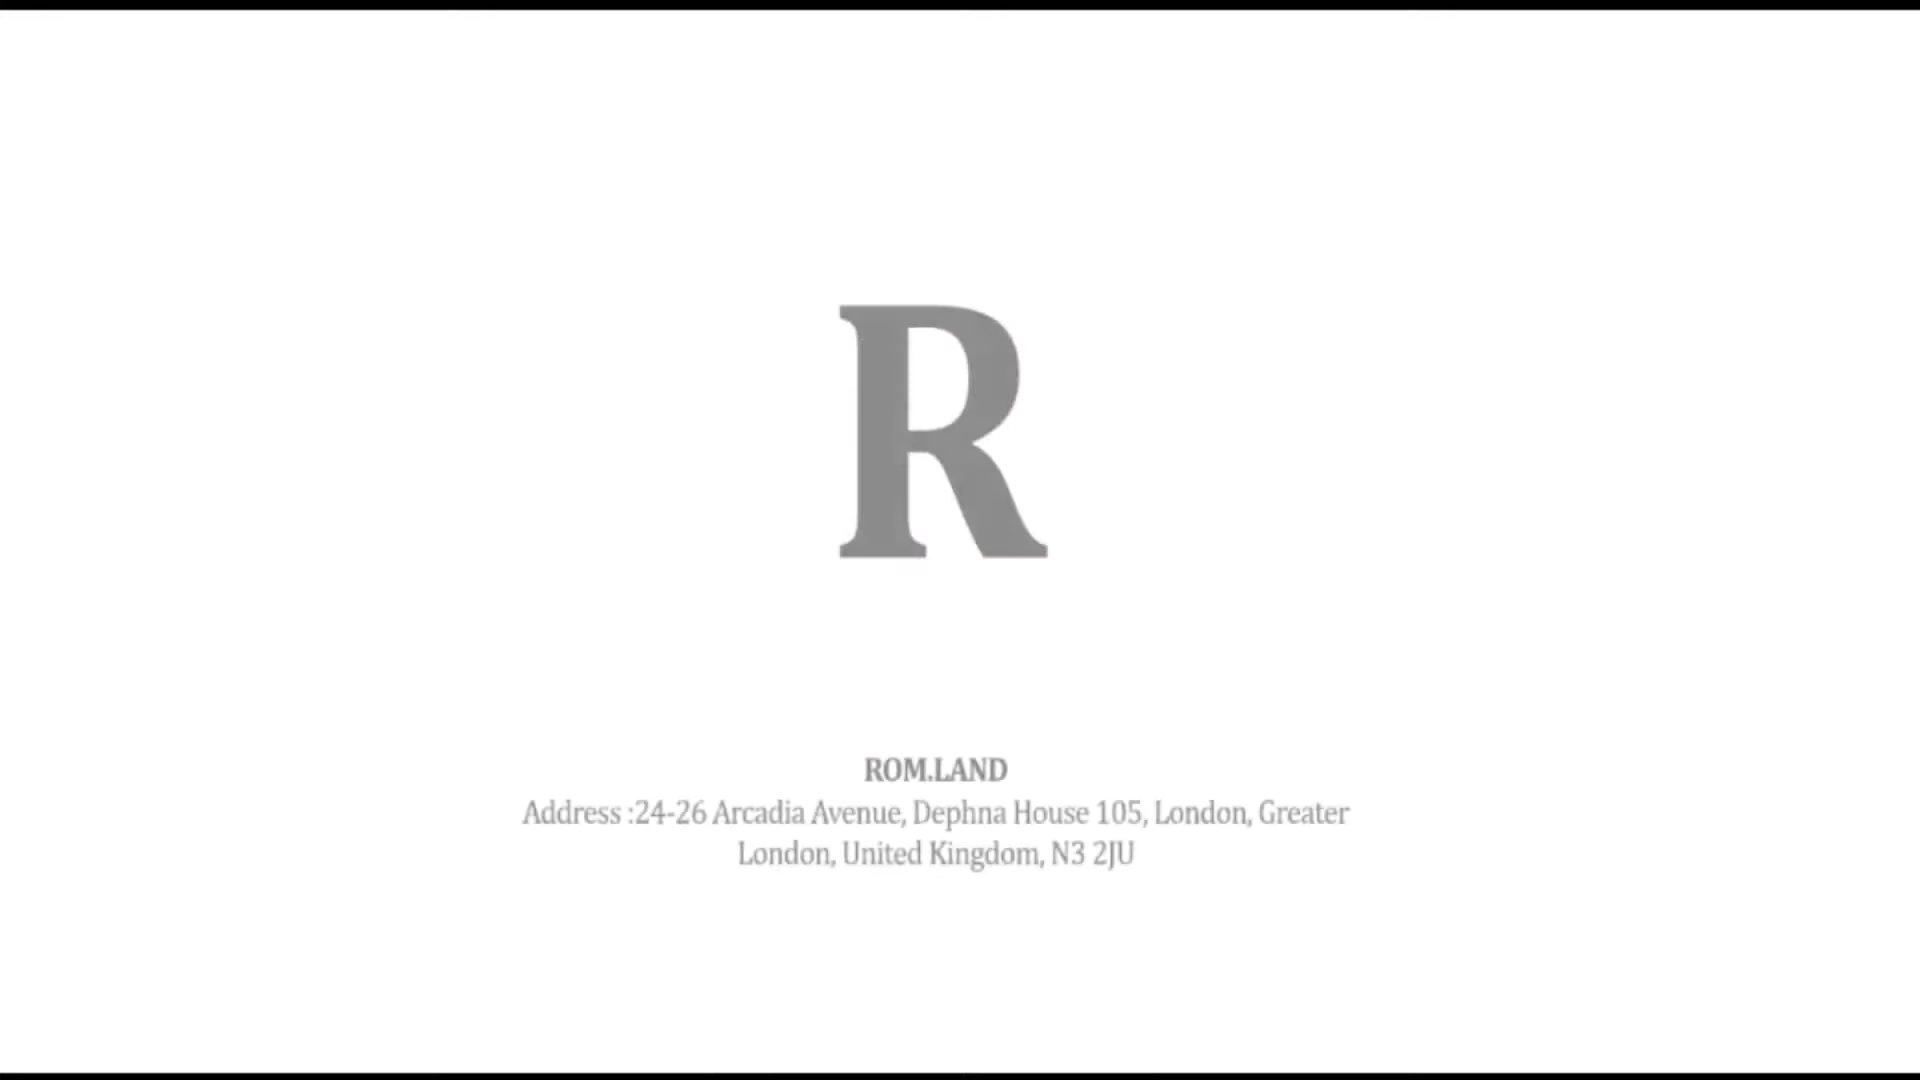 R
ROM.LAND
Address :24-26 Arcadia Avenue, Dephna House 105, London, Greater
London, United Kingdom, N3 2JU